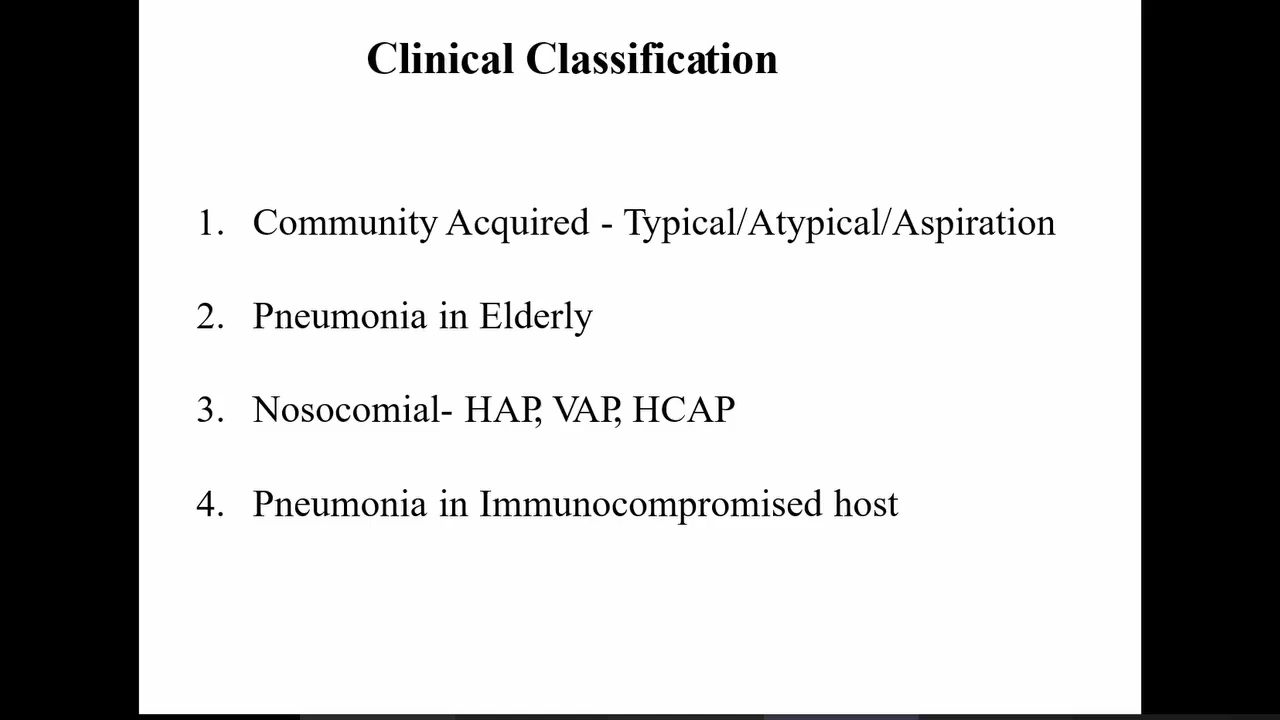 Clinical Classification
1. Community Acquired - Typical/Atypical/Aspiration
2. Pneumonia in Elderly
3. Nosocomial- HAP, VAP, HCAP
4. Pneumonia in Immunocompromised host